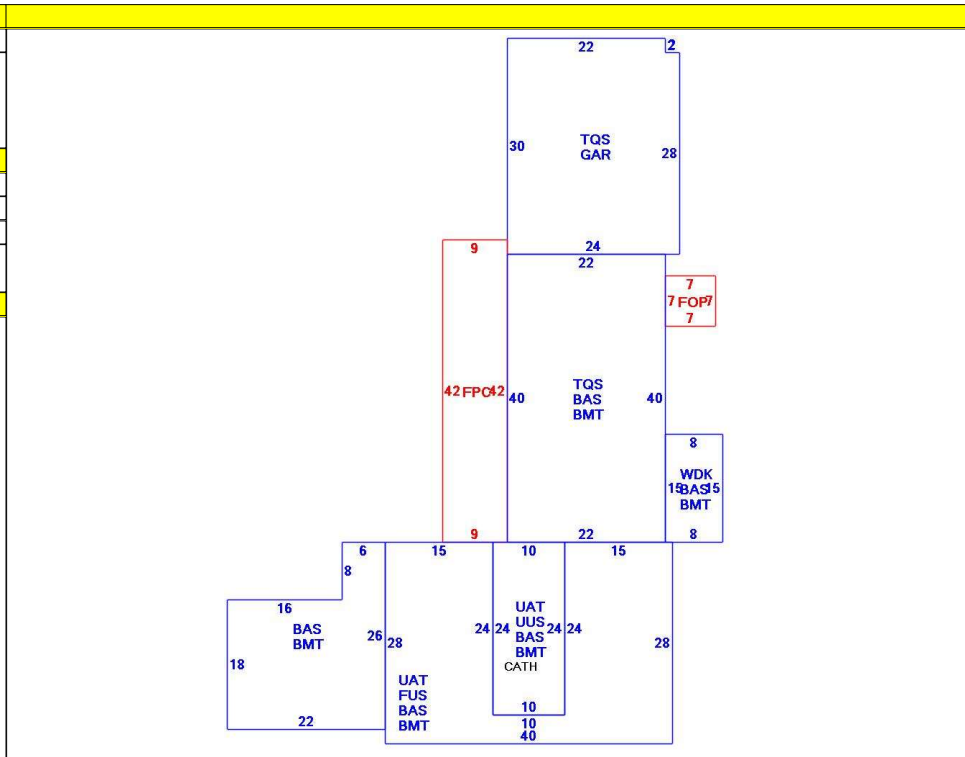 22
2
TQS
GAR
30
28
24
9
22
7
7 FOP 7
7
42 FPC 42
40
TQS
BAS
BMT
40
8
WDK
15 BAS 15
BMT
9
22
8
6
15
10
15
8
16
BAS
BMT
26
28
24
24
UAT
UUS
BAS
BMT
CATH
24
24
28
18
UAT
FUS
BAS
BMT
22
10
10
40